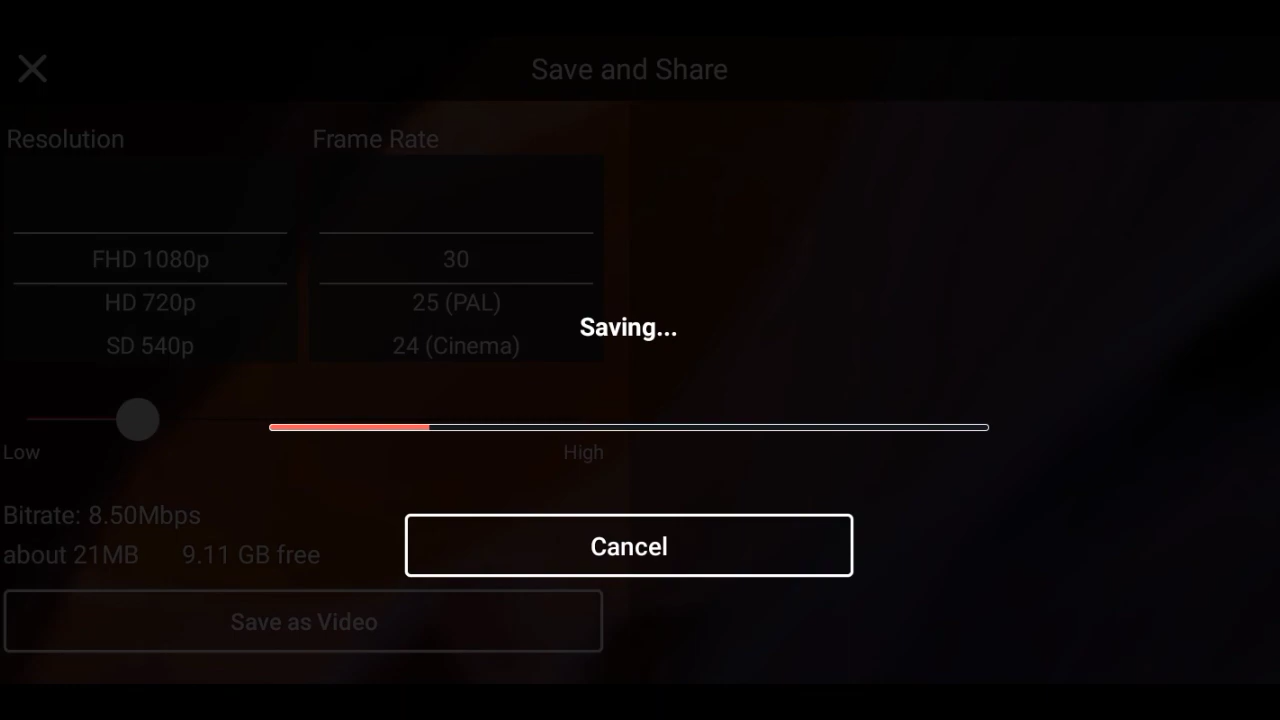 Save and Share
Resolution
Frame Rate
FHD 1080p
30
HD 720p
25 (PAL)
SD 540p
24 (Cinema)
Saving...
Low
High
Bitrate: 8.50Mbps
about 21MB
9.11 GB free
Cancel
Save as Video